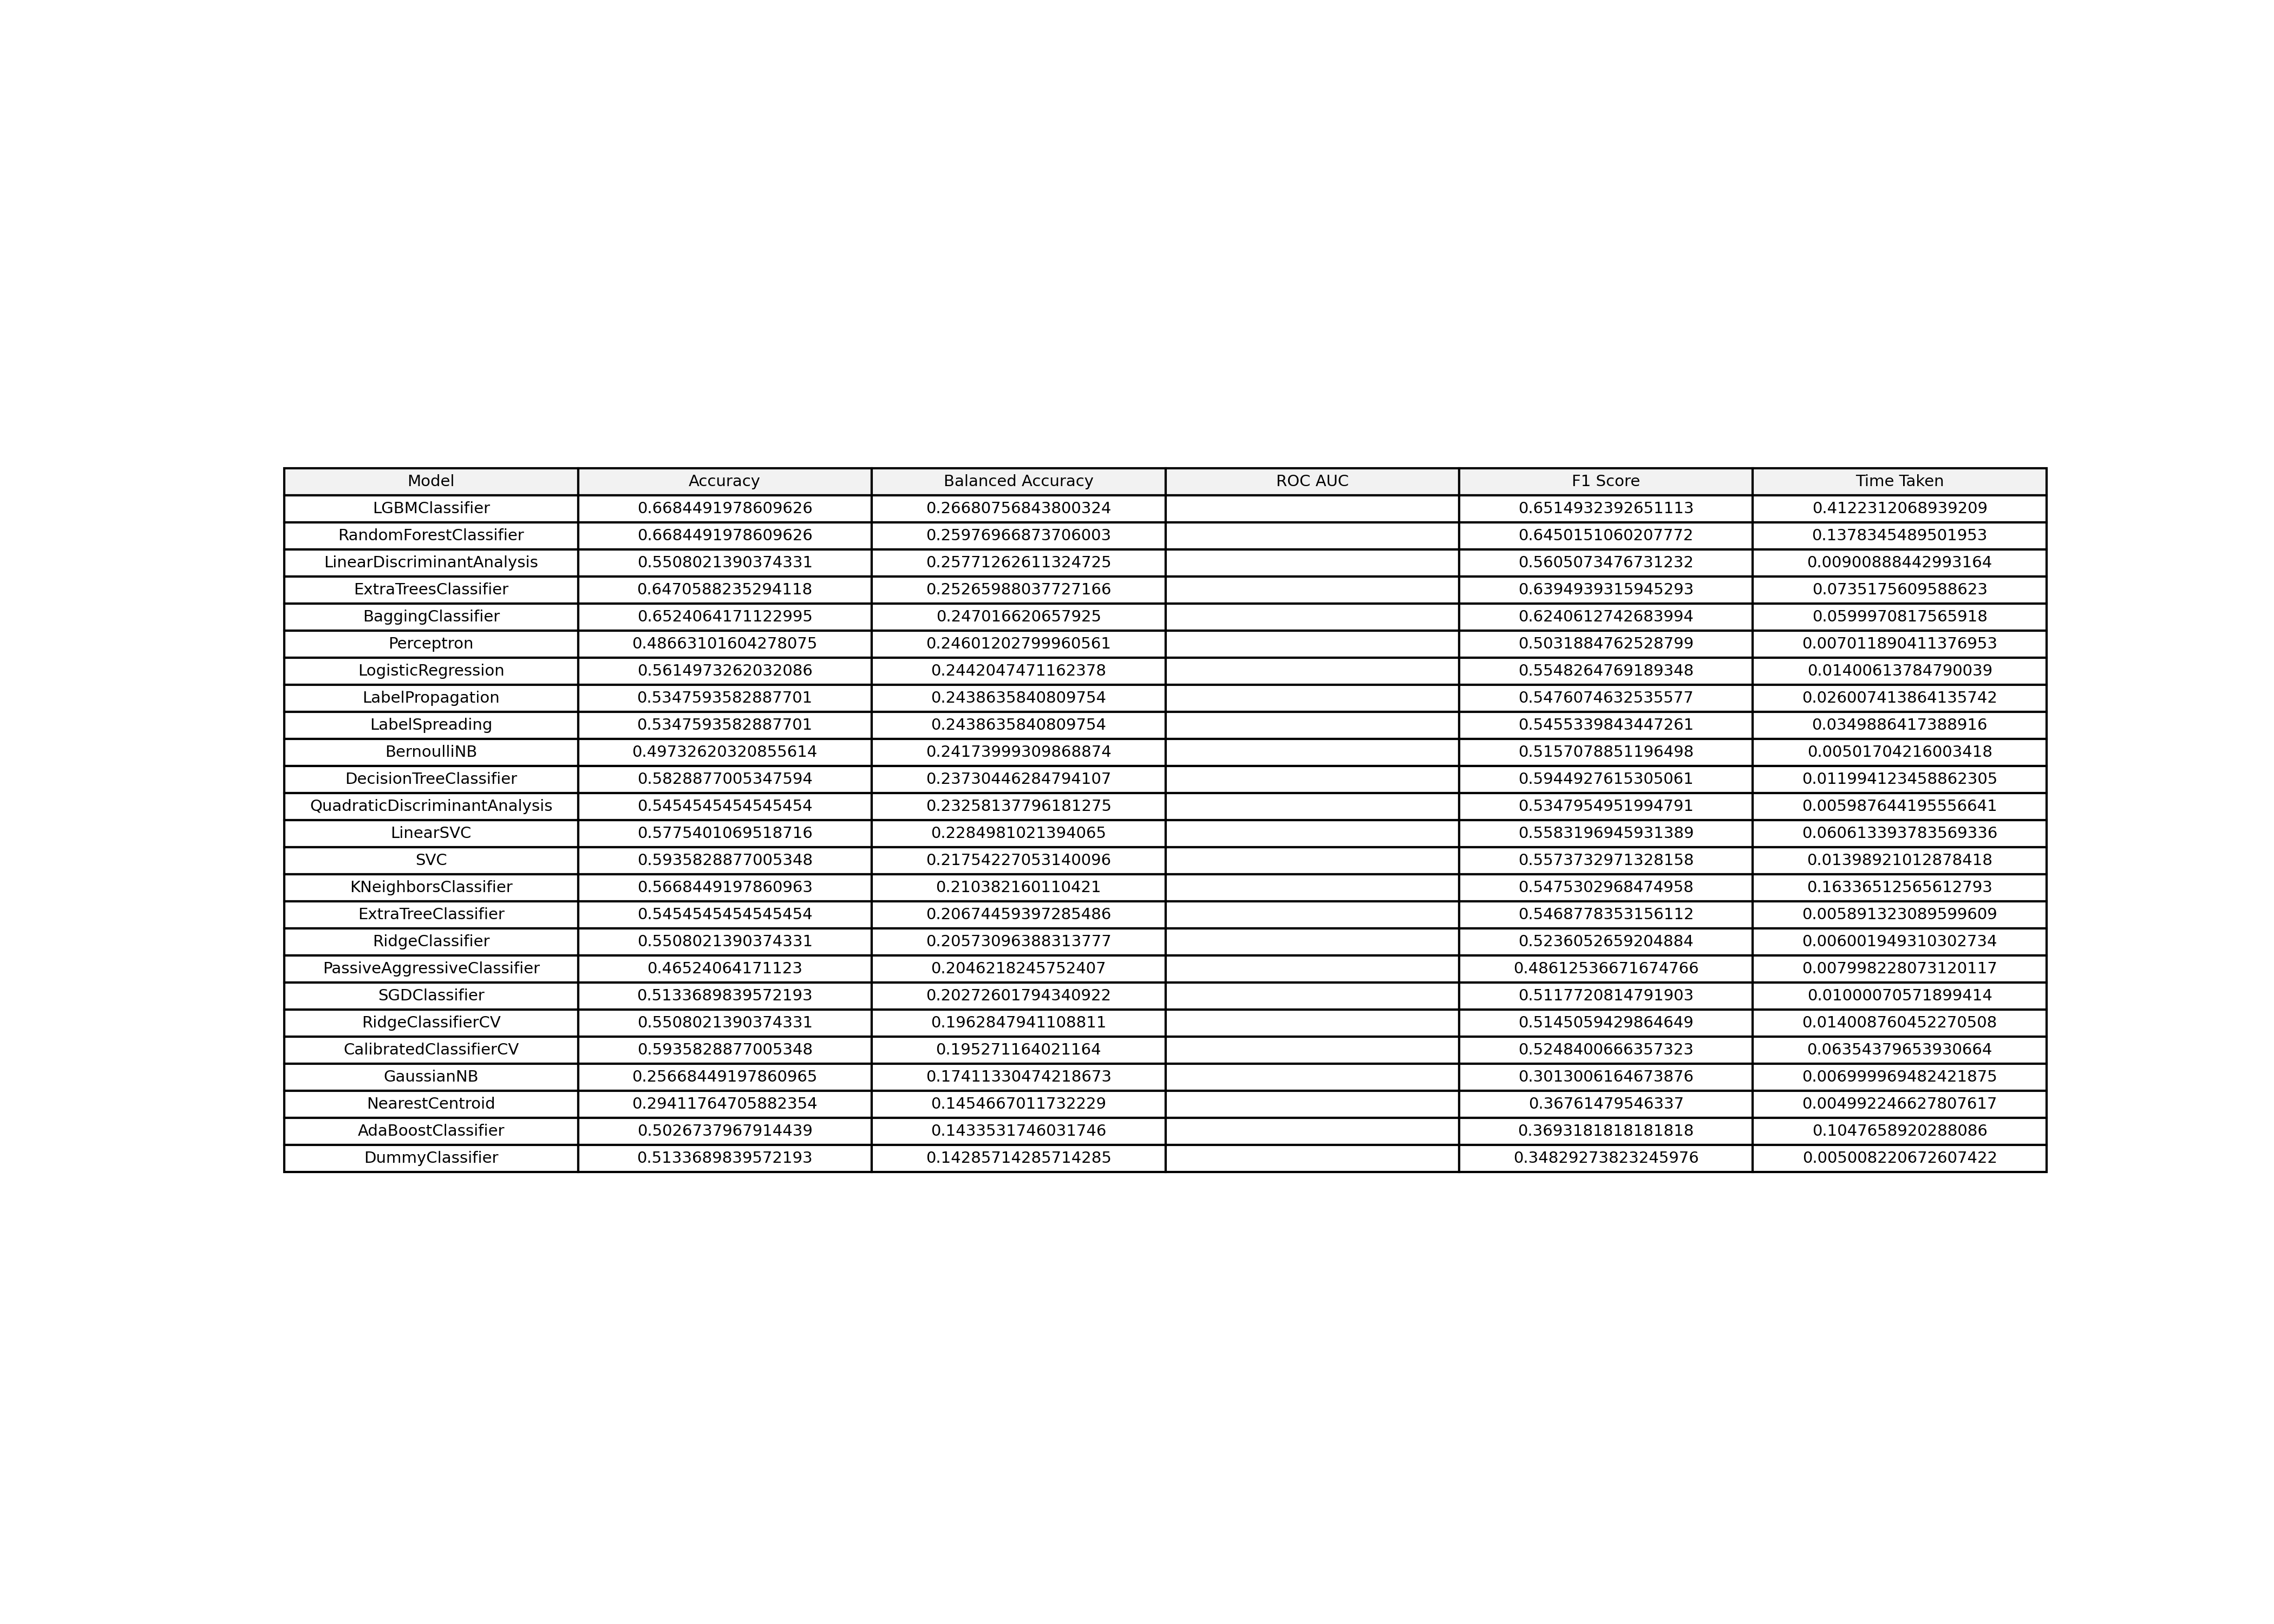 Model Accuracy Balanced Accuracy ROC AUC F1 Score Time Taken
LGBMClassifier 0.6684491978609626 0.26680756843800324 0.6514932392651113 0.4122312068939209
RandomForestClassifier 0.6684491978609626 0.25976966873706003 0.6450151060207772 0.1378345489501953
LinearDiscriminantAnalysis 0.5508021390374331 0.25771262611324725 0.5605073476731232 0.00900888442993164
ExtraTreesClassifier 0.6470588235294118 0.25265988037727166 0.6394939315945293 0.0735175609588623
BaggingClassifier 0.6524064171122995 0.247016620657925 0.6240612742683994 0.0599970817565918
Perceptron 0.48663101604278075 0.24601202799960561 0.5031884762528799 0.007011890411376953
LogisticRegression 0.5614973262032086 0.2442047471162378 0.5548264769189348 0.01400613784790039
LabelPropagation 0.5347593582887701 0.2438635840809754 0.5476074632535577 0.026007413864135742
LabelSpreading 0.5347593582887701 0.2438635840809754 0.5455339843447261 0.0349886417388916
BernoulliNB 0.49732620320855614 0.24173999309868874 0.5157078851196498 0.00501704216003418
DecisionTreeClassifier 0.5828877005347594 0.23730446284794107 0.5944927615305061 0.011994123458862305
QuadraticDiscriminantAnalysis 0.5454545454545454 0.23258137796181275 0.5347954951994791 0.005987644195556641
LinearSVC 0.5775401069518716 0.2284981021394065 0.5583196945931389 0.060613393783569336
SVC 0.5935828877005348 0.21754227053140096 0.5573732971328158 0.01398921012878418
KNeighborsClassifier 0.5668449197860963 0.210382160110421 0.5475302968474958 0.16336512565612793
ExtraTreeClassifier 0.5454545454545454 0.20674459397285486 0.5468778353156112 0.005891323089599609
RidgeClassifier 0.5508021390374331 0.20573096388313777 0.5236052659204884 0.006001949310302734
PassiveAggressiveClassifier 0.46524064171123 0.2046218245752407 0.48612536671674766 0.007998228073120117
SGDClassifier 0.5133689839572193 0.20272601794340922 0.5117720814791903 0.01000070571899414
RidgeClassifierCV 0.5508021390374331 0.1962847941108811 0.5145059429864649 0.014008760452270508
CalibratedClassifierCV 0.5935828877005348 0.195271164021164 0.5248400666357323 0.06354379653930664
GaussianNB 0.25668449197860965 0.17411330474218673 0.3013006164673876 0.006999969482421875
NearestCentroid 0.29411764705882354 0.1454667011732229 0.36761479546337 0.004992246627807617
AdaBoostClassifier 0.5026737967914439 0.1433531746031746 0.3693181818181818 0.1047658920288086
DummyClassifier 0.5133689839572193 0.14285714285714285 0.34829273823245976 0.005008220672607422